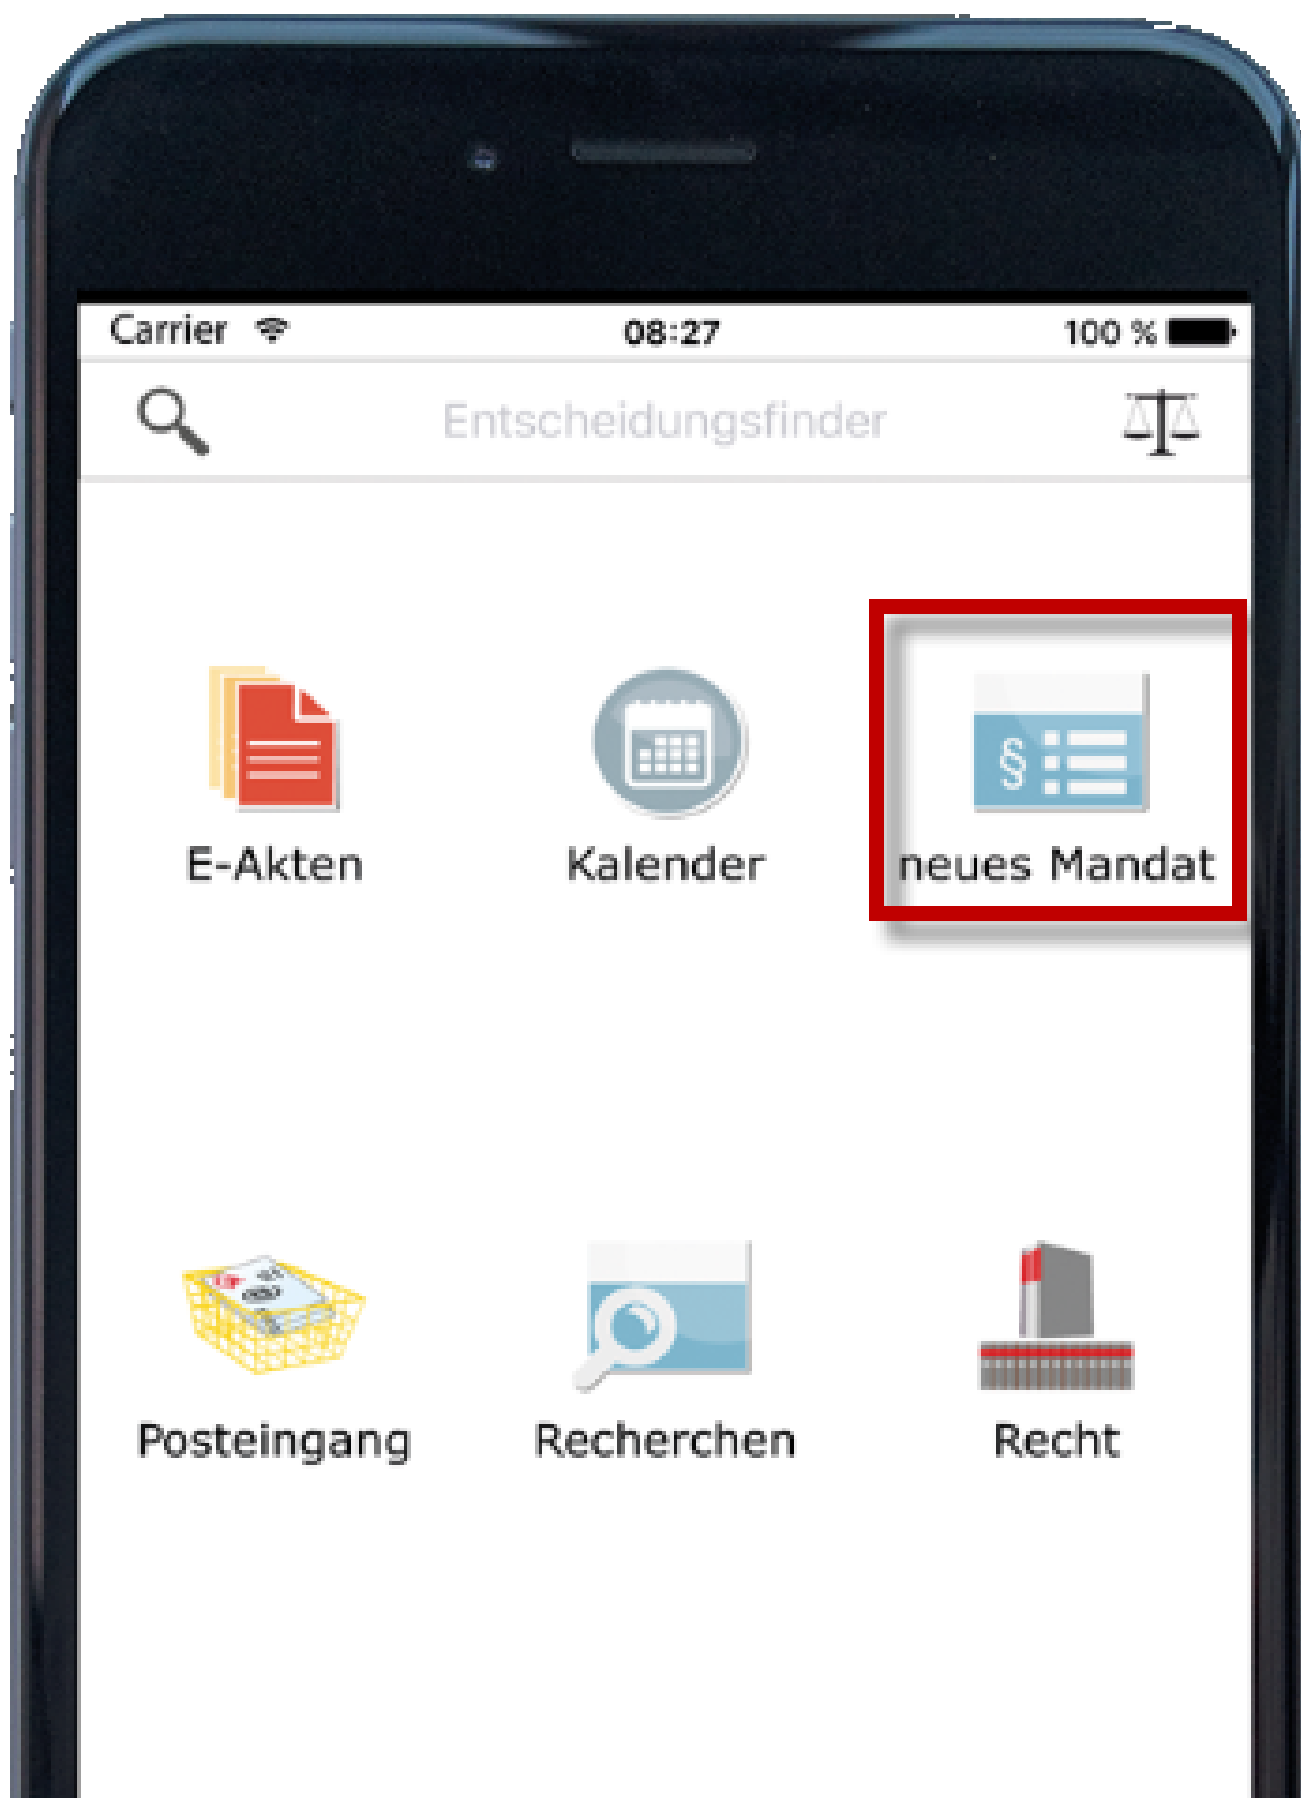 Carrier 08:27 100 %
Entscheidungsfinder
§
E-Akten Kalender neues Mandat
Posteingang Recherchen Recht